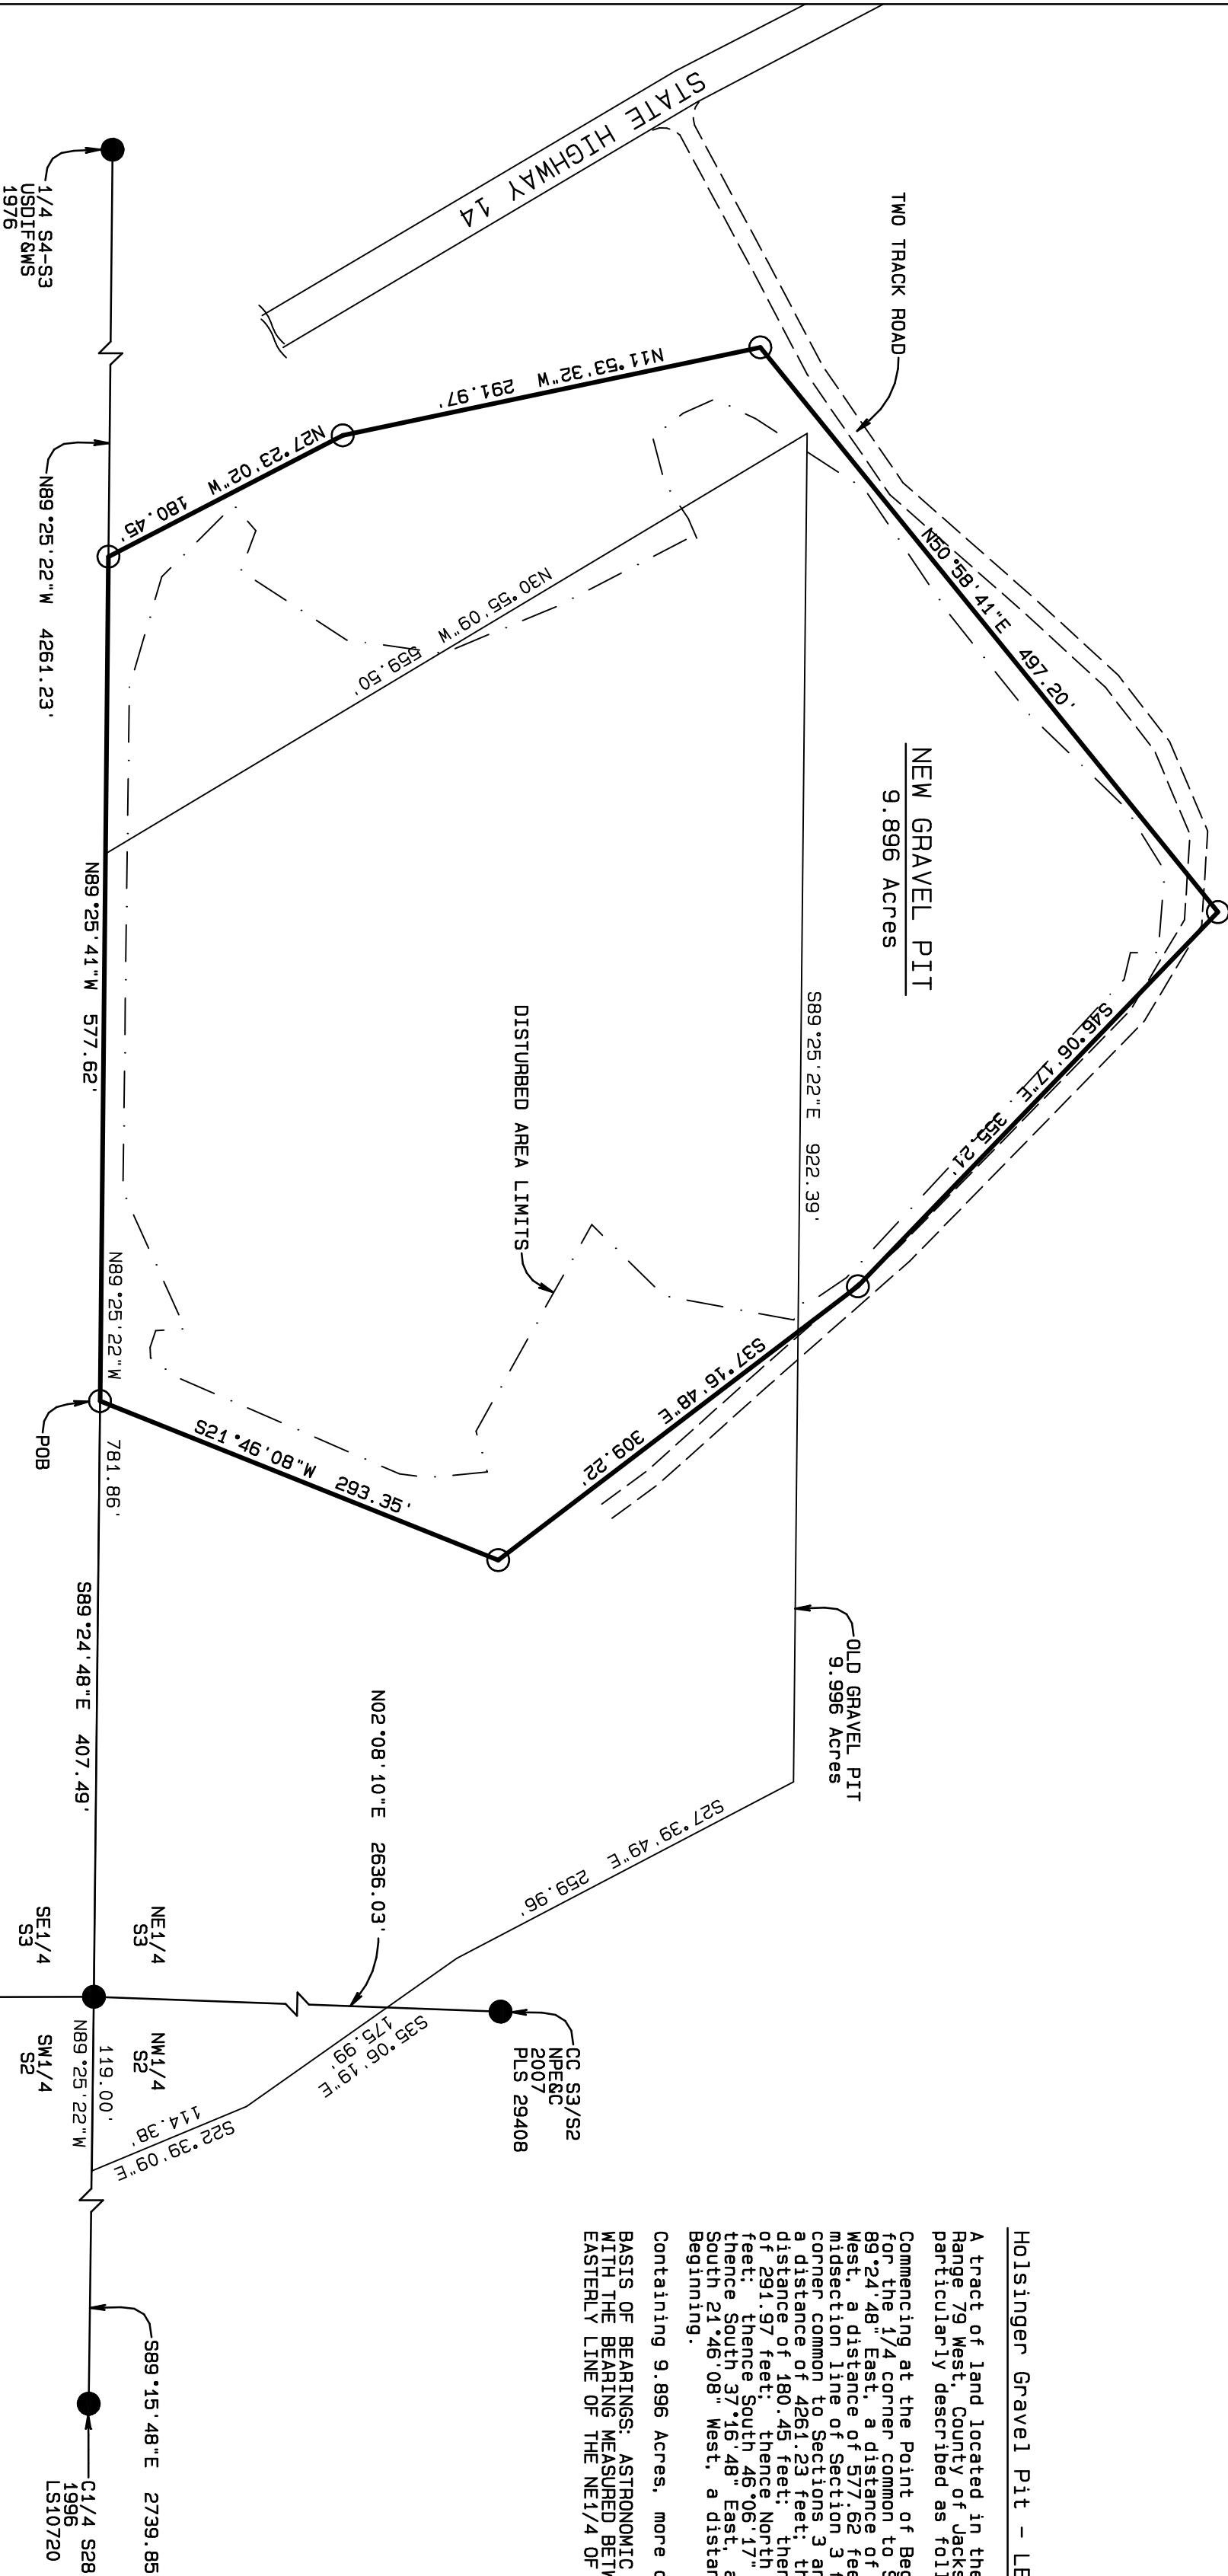 STATE HIGHWAY 14
TWO TRACK ROAD
1/4 S4-S3
USDIF&WS
1976
N89°25'22"W 4261.23'
N27°23'02"W 180.45'
N11°53'32"W 291.97'
N50°58'41"E 497.20'
N30°55'09"W 559.50'
NEW GRAVEL PIT
9.896 Acres
S46°06'17"E 355.21'
S89°25'22"E 922.39'
DISTURBED AREA LIMITS
N89°25'41"W 577.62'
N89°25'22"W 781.86'
POB
S37°16'48"E 309.22'
S21°46'08"W 293.35'
S89°24'48"E 407.49'
OLD GRAVEL PIT
9.996 Acres
N02°08'10"E 2636.03'
S27°39'49"E 259.96'
NE1/4
S3
SE1/4
S3
NW1/4
S2
SW1/4
S2
CC S3/S2
NPE&C
2007
PLS 29408
S35°06'19"E
175.99'
S22°39'09"E
114.38'
119.00'
N89°25'22"W
S89°15'48"E 2739.85
C1/4 S28
1996
LS10720
Holsinger Gravel Pit - LE
A tract of land located in the
Range 79 West, County of Jacks
particularly described as foll
Commencing at the Point of Beg
for the 1/4 corner common to S
89°24'48" East, a distance of
West, a distance of 577.62 fee
midsection line of Section 3 f
corner common to Sections 3 an
a distance of 4261.23 feet; th
distance of 180.45 feet; then
of 291.97 feet; thence North
feet; thence South 46°06'17"
thence South 37°16'48" East, a
South 21°46'08" West, a distan
Beginning.
Containing 9.896 Acres, more o
BASIS OF BEARINGS: ASTRONOMIC
WITH THE BEARING MEASURED BETW
EASTERLY LINE OF THE NE1/4 OF